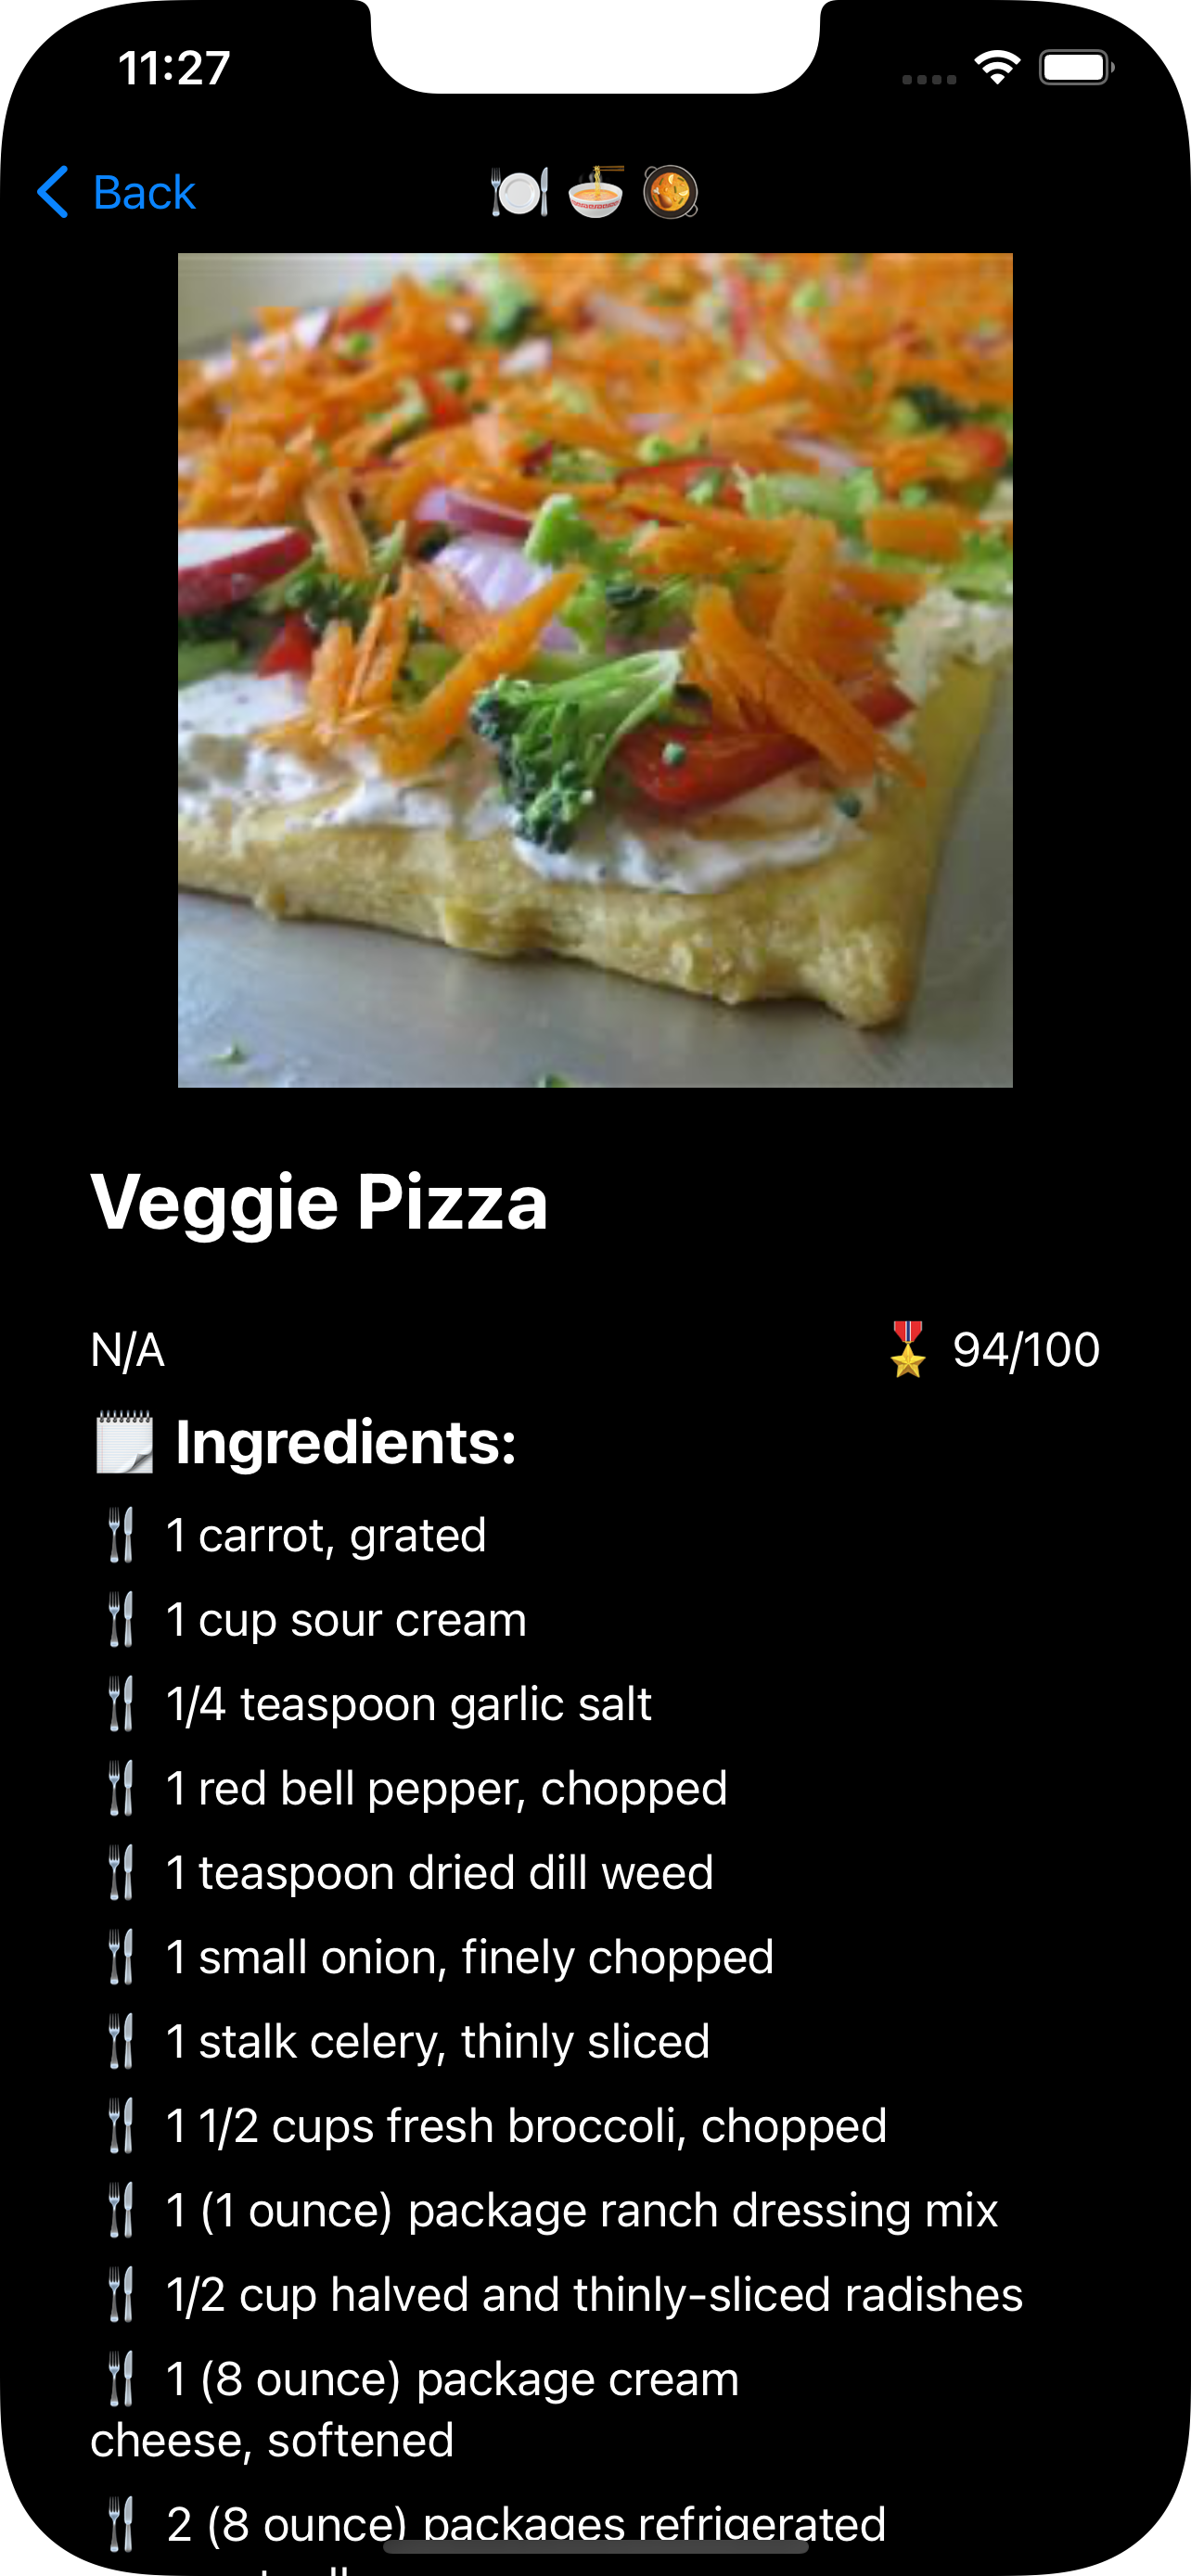 11:27
Back
Veggie Pizza
N/A
94/100
Ingredients:
1 carrot, grated
1 cup sour cream
1/4 teaspoon garlic salt
1 red bell pepper, chopped
1 teaspoon dried dill weed
1 small onion, finely chopped
1 stalk celery, thinly sliced
1 1/2 cups fresh broccoli, chopped
1 (1 ounce) package ranch dressing mix
1/2 cup halved and thinly-sliced radishes
1 (8 ounce) package cream
cheese, softened
2 (8 ounce) packages refrigerated